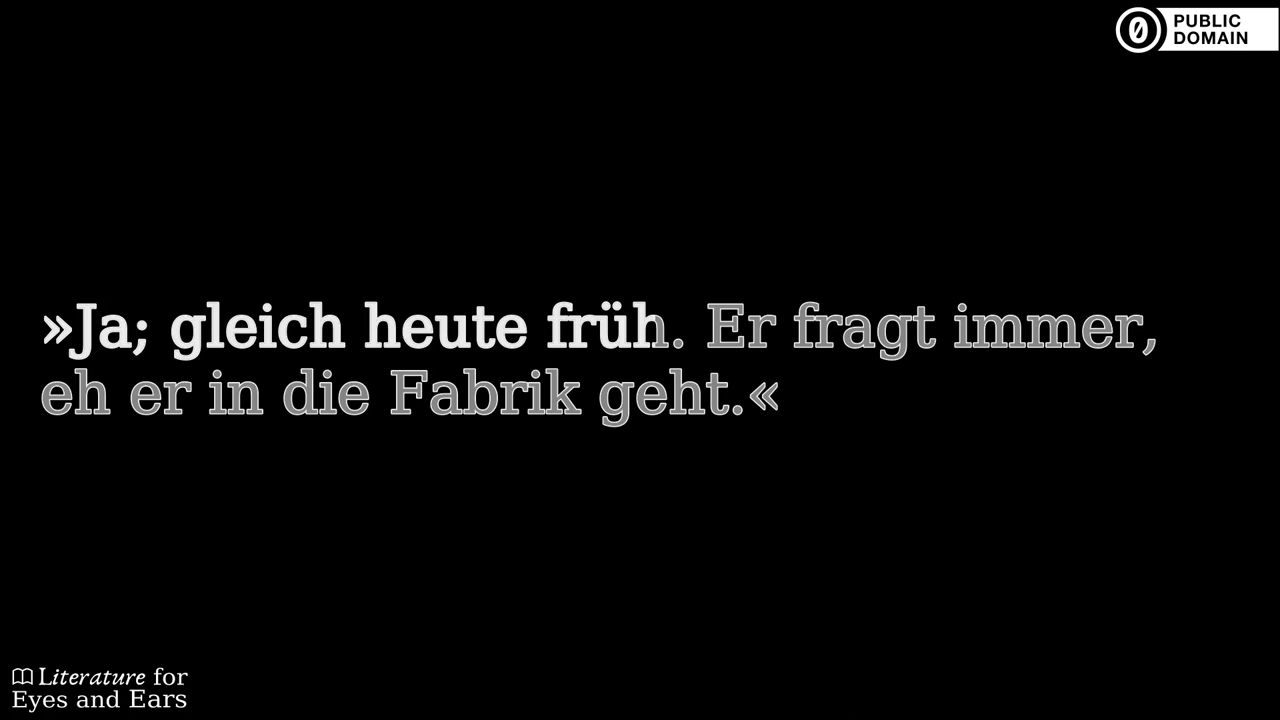 PUBLIC
DOMAIN
»Ja; gleich heute früh. Er fragt immer,
eh er in die Fabrik geht.«
Literature for
Eyes and Ears